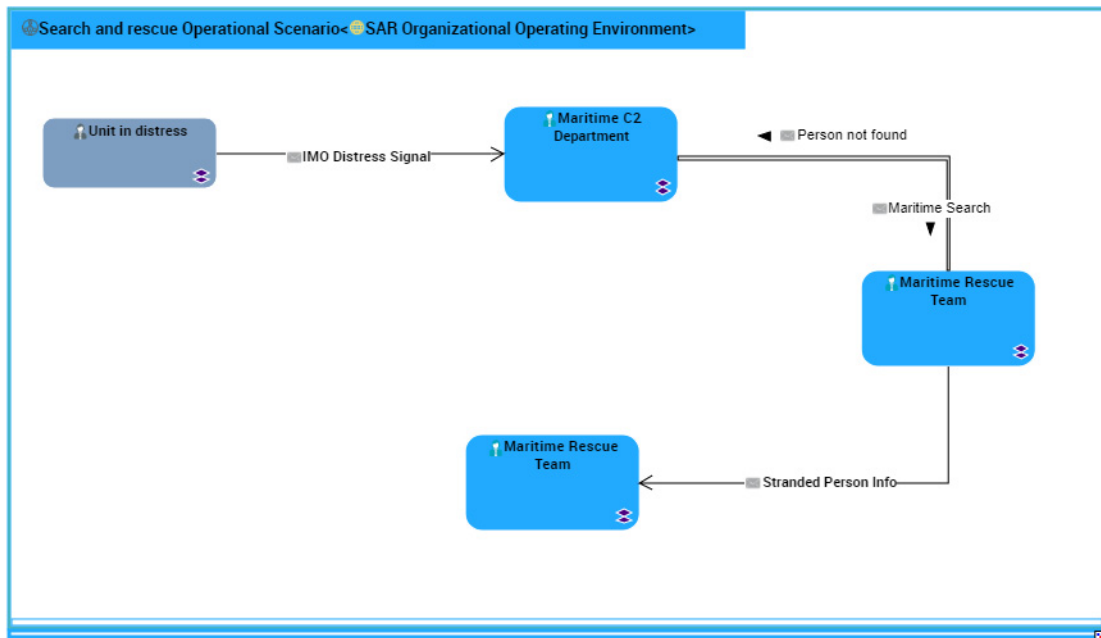 Search and rescue Operational Scenario<SAR Organizational Operating Environment>
Unit in distress
IMO Distress Signal
Maritime C2
Department
Person not found
Maritime Search
Maritime Rescue
Team
Maritime Rescue
Team
Stranded Person Info